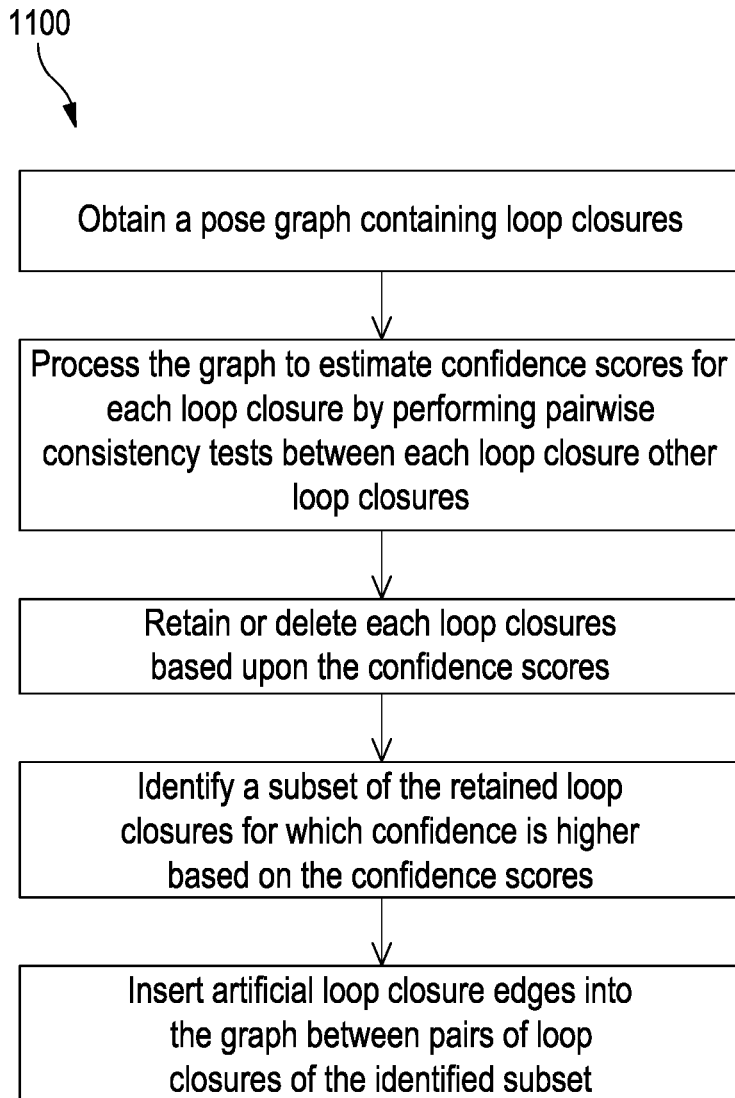 1100
Obtain a pose graph containing loop closures
Process the graph to estimate confidence scores for
each loop closure by performing pairwise
consistency tests between each loop closure other
loop closures
Retain or delete each loop closures
based upon the confidence scores
Identify a subset of the retained loop
closures for which confidence is higher
based on the confidence scores
Insert artificial loop closure edges into
the graph between pairs of loop
closures of the identified subset